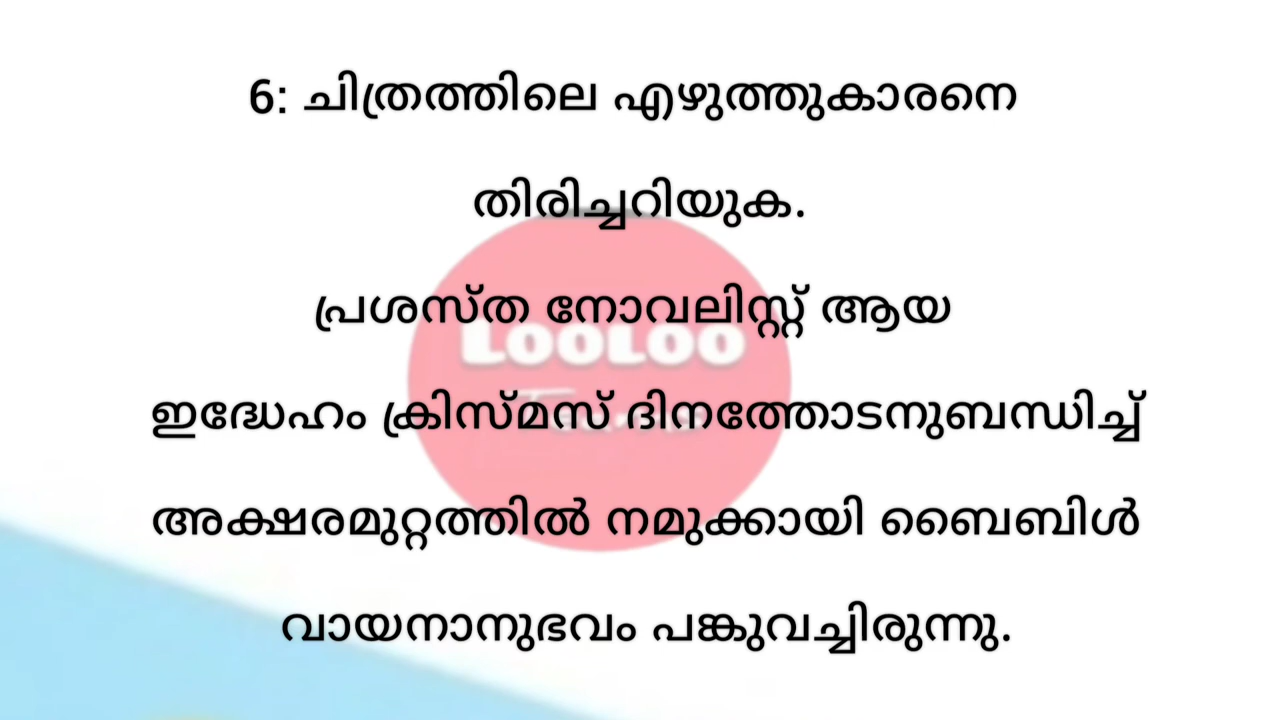 6: ചിത്രത്തിലെ എഴുത്തുകാരനെ
തിരിച്ചറിയുക.
പ്രശസ്ത നോവലിസ്റ്റ് ആയ
LOOLOO
ഇദ്ധേഹം ക്രിസ്മസ് ദിനത്തോടനുബന്ധിച്ച്
അക്ഷരമുറ്റത്തിൽ നമുക്കായി ബൈബിൾ
വായനാനുഭവം പങ്കുവച്ചിരുന്നു.